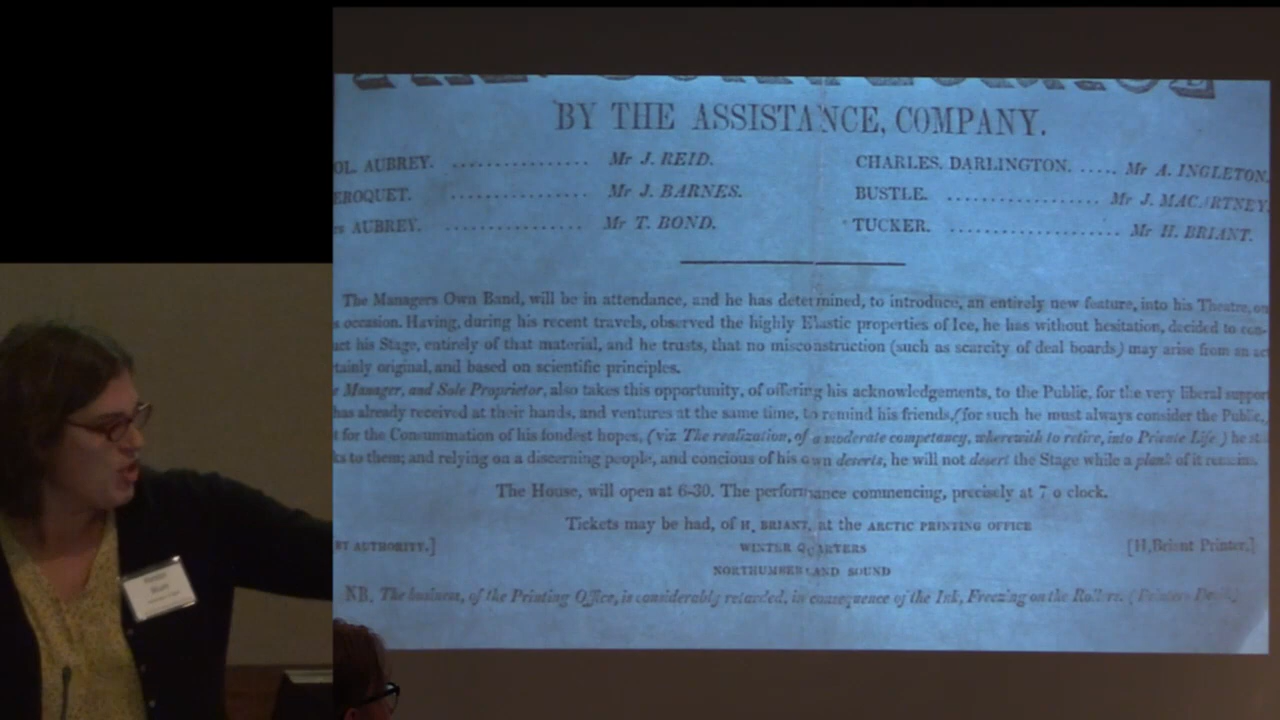 BY THE ASSISTANCE, COMPANY.
OL. AUBREY. ................ Mr J. REID.
CHARLES. DARLINGTON. ..... Mr A. INGLETON.
EROQUET. ................ Mr J. BARNES.
BUSTLE. .................. Mr J. MACARTNEY.
s AUBREY. ................ Mr T. BOND.
TUCKER. .................... Mr H. BRIANT.
The Managers Own Band, will be in attendance, and he has determined, to introduce, an entirely new feature, into his Theatre, on
s occasion. Having, during his recent travels, observed the highly Elastic properties of Ice, he has without hesitation, decided to con-
uct his Stage, entirely of that material, and he trusts, that no misconstruction (such as scarcity of deal boards) may arise from an act
tainly original, and based on scientific principles.
r Manager, and Sole Proprietor, also takes this opportunity, of offering his acknowledgements, to the Public, for the very liberal support
has already received at their hands, and ventures at the same time, to remind his friends, (for such he must always consider the Public,
t for the Consummation of his fondest hopes, (viz The realization, of a moderate competency, wherewith to retire, into Private Life) he still
ks to them; and relying on a discerning people, and concious of his own deserts, he will not desert the Stage while a plank of it remains.
The House, will open at 6-30. The performance commencing, precisely at 7 o clock.
Tickets may be had, of H. BRIANT, at the ARCTIC PRINTING OFFICE
BY AUTHORITY.]
WINTER QUARTERS
[H, Briant Printer.]
NORTHUMBERLAND SOUND
NB. The business, of the Printing Office, is considerably retarded, in consequence of the Ink, Freezing on the Rollers. (Printers Devil)